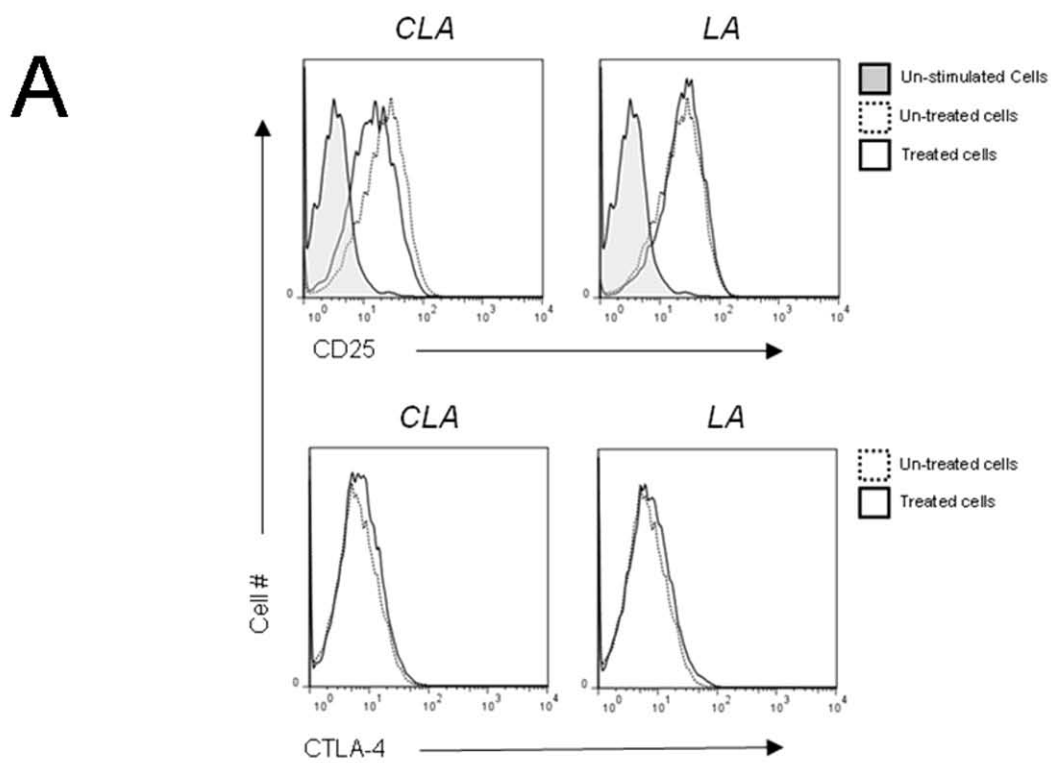 A
CLA
LA
Un-stimulated Cells
Un-treated cells
Treated cells
0
10^0 10^1 10^2 10^3 10^4
0
10^0 10^1 10^2 10^3 10^4
CD25
CLA
LA
Un-treated cells
Treated cells
Cell #
0
10^0 10^1 10^2 10^3 10^4
0
10^0 10^1 10^2 10^3 10^4
CTLA-4